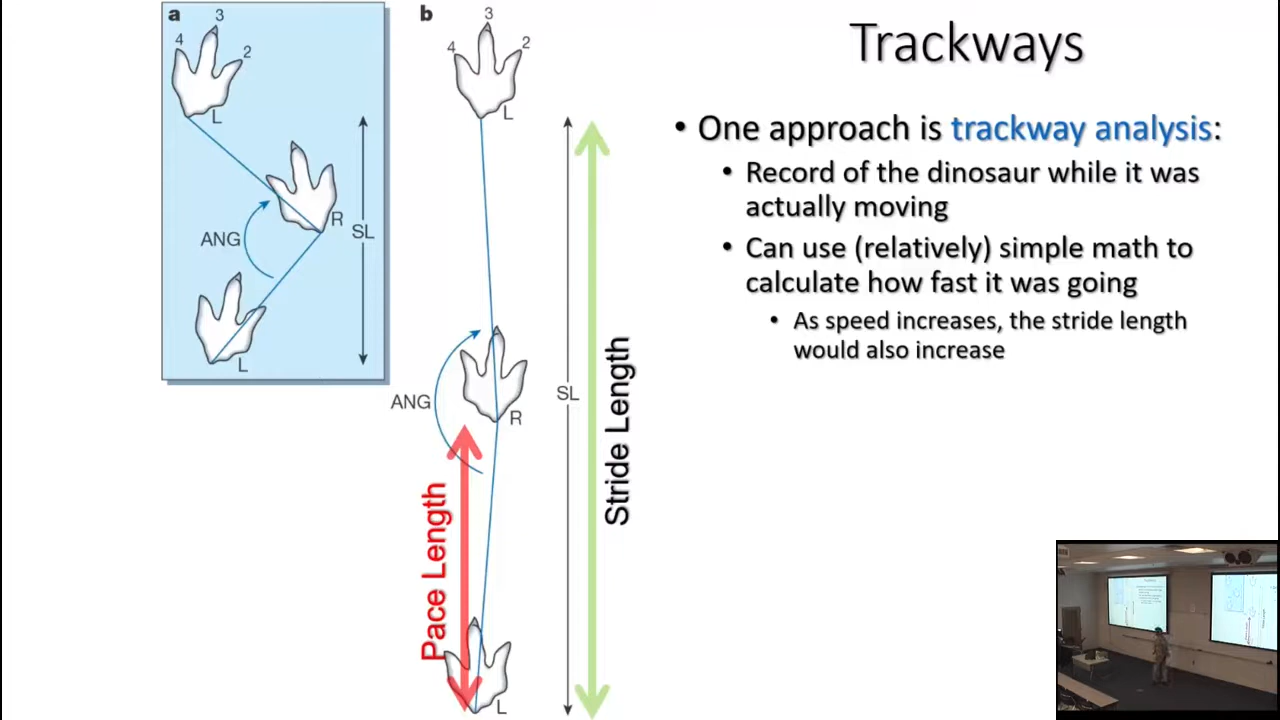 a
3
4
2
L
R
ANG
SL
L
b
3
4
2
L
ANG
R
SL
Stride Length
Pace Length
L
Trackways
• One approach is trackway analysis:
• Record of the dinosaur while it was
actually moving
• Can use (relatively) simple math to
calculate how fast it was going
• As speed increases, the stride length
would also increase